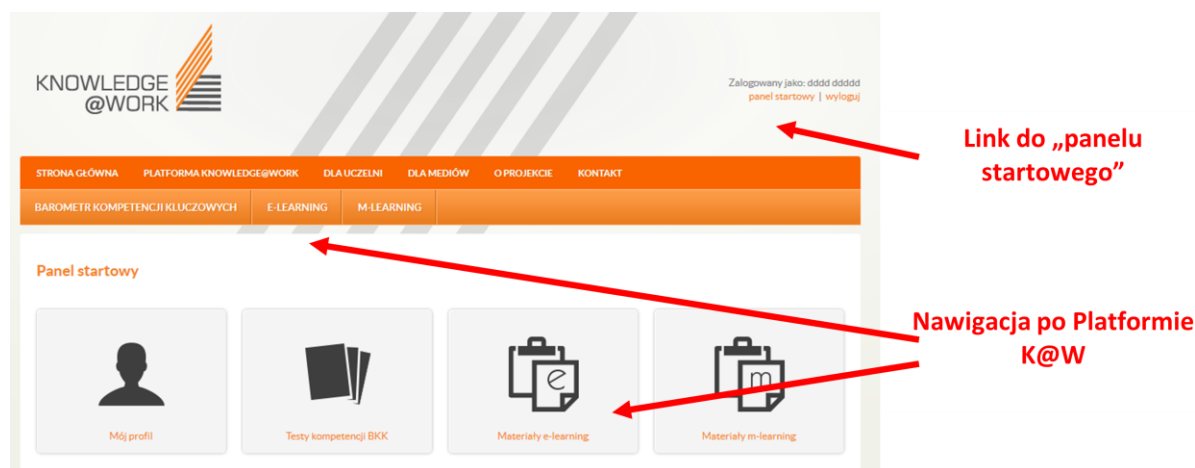 KNOWLEDGE
@WORK
Zalogowany jako: dddd ddddd
panel startowy | wyloguj
Link do „panelu
startowego”
STRONA GŁÓWNA PLATFORMA KNOWLEDGE@WORK DLA UCZELNI DLA MEDIÓW O PROJEKCIE KONTAKT
BAROMETR KOMPETENCJI KLUCZOWYCH E-LEARNING M-LEARNING
Panel startowy
Nawigacja po Platformie
K@W
e m
Mój profil Testy kompetencji BKK Materiały e-learning Materiały m-learning